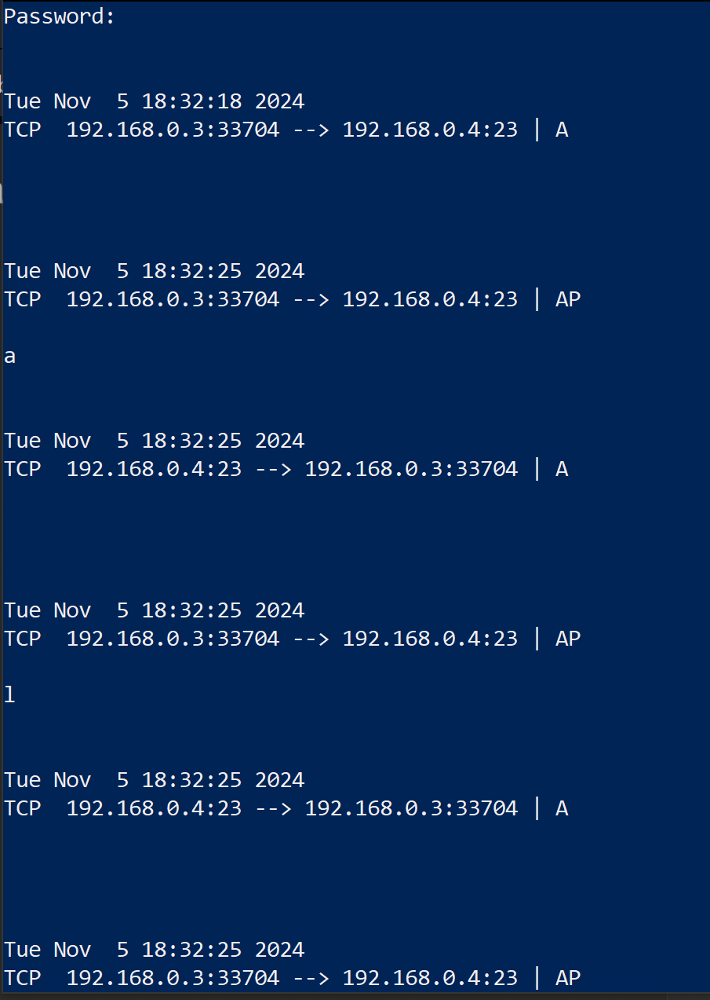 Password:
Tue Nov  5 18:32:18 2024
TCP  192.168.0.3:33704 --> 192.168.0.4:23 | A
Tue Nov  5 18:32:25 2024
TCP  192.168.0.3:33704 --> 192.168.0.4:23 | AP
a
Tue Nov  5 18:32:25 2024
TCP  192.168.0.4:23 --> 192.168.0.3:33704 | A
Tue Nov  5 18:32:25 2024
TCP  192.168.0.3:33704 --> 192.168.0.4:23 | AP
l
Tue Nov  5 18:32:25 2024
TCP  192.168.0.4:23 --> 192.168.0.3:33704 | A
Tue Nov  5 18:32:25 2024
TCP  192.168.0.3:33704 --> 192.168.0.4:23 | AP